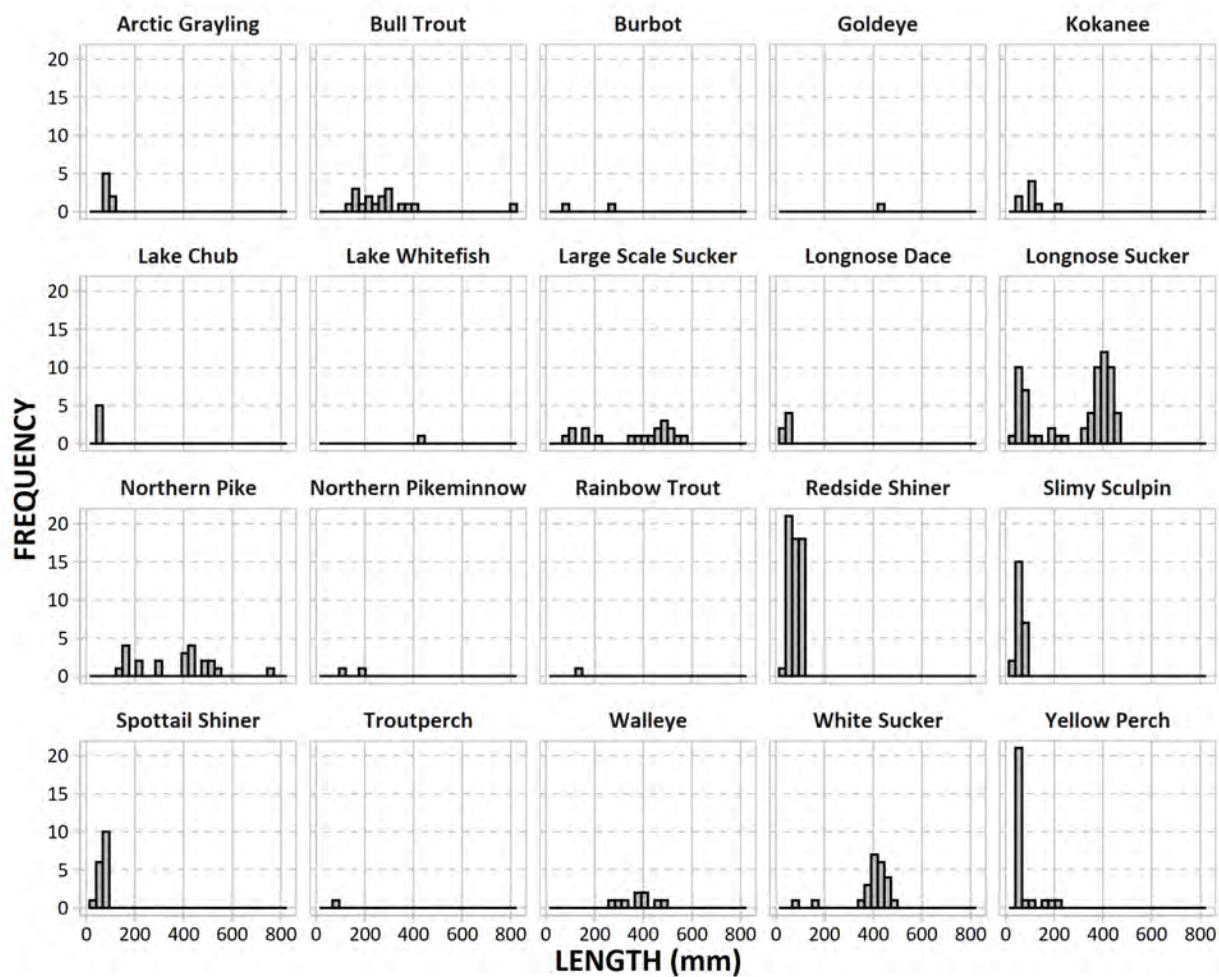 Arctic Grayling Bull Trout Burbot Goldeye Kokanee
20
15
10
5
0
Lake Chub Lake Whitefish Large Scale Sucker Longnose Dace Longnose Sucker
20
15
10
5
0
FREQUENCY
Northern Pike Northern Pikeminnow Rainbow Trout Redside Shiner Slimy Sculpin
20
15
10
5
0
Spottail Shiner Troutperch Walleye White Sucker Yellow Perch
20
15
10
5
0
0 200 400 600 800 0 200 400 600 800 0 200 400 600 800 0 200 400 600 800 0 200 400 600 800
LENGTH (mm)